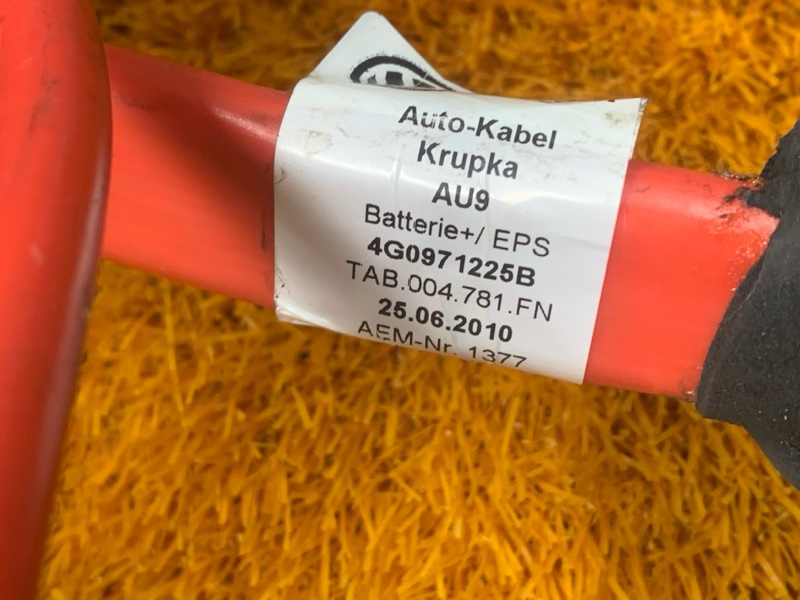 Auto-Kabel
Krupka
AU9
Batterie+/ EPS
4G0971225B
TAB.004.781.FN
25.06.2010
AEM-Nr. 1377